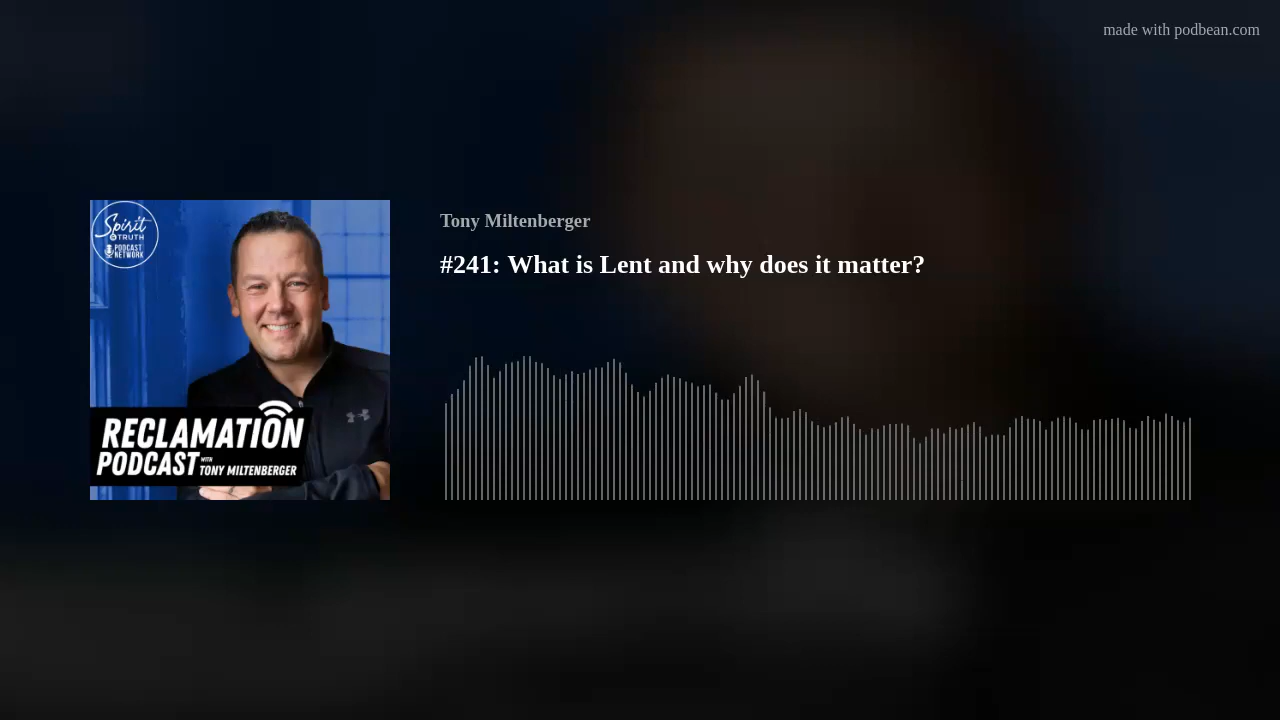 made with podbean.com
Spirit
& TRUTH
PODCAST
NETWORK
Tony Miltenberger
#241: What is Lent and why does it matter?
RECLAMATION
PODCAST WITH TONY MILTENBERGER